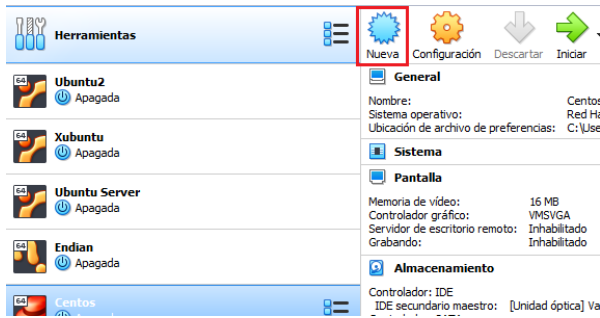 Herramientas
64
Ubuntu2
Apagada
64
Xubuntu
Apagada
64
Ubuntu Server
Apagada
64
Endian
Apagada
64
Centos
Nueva
Configuración
Descartar
Iniciar
General
Nombre: Centos
Sistema operativo: Red Ha
Ubicación de archivo de preferencias: C:\Use
Sistema
Pantalla
Memoria de vídeo: 16 MB
Controlador gráfico: VMSVGA
Servidor de escritorio remoto: Inhabilitado
Grabando: Inhabilitado
Almacenamiento
Controlador: IDE
IDE secundario maestro: [Unidad óptica] Va